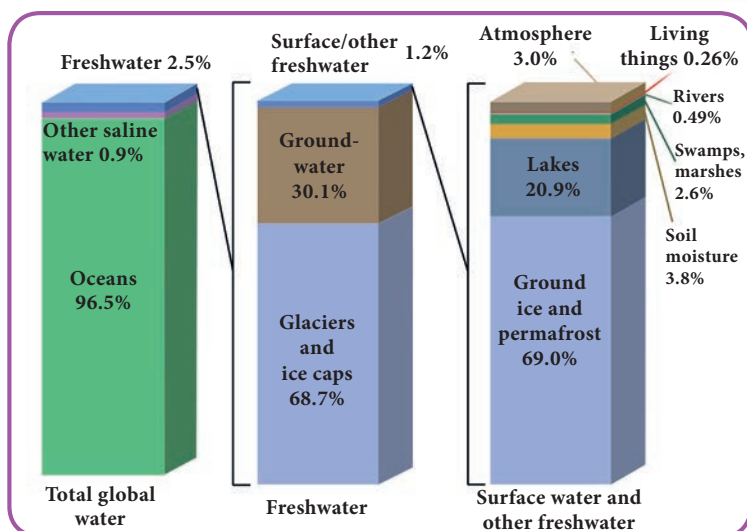 Freshwater 2.5%
Other saline
water 0.9%
Oceans
96.5%
Total global
water
Surface/other
freshwater
1.2%
Ground-
water
30.1%
Glaciers and
ice caps
68.7%
Freshwater
Atmosphere
3.0%
Living
things 0.26%
Rivers
0.49%
Swamps,
marshes
2.6%
Soil
moisture
3.8%
Lakes
20.9%
Ground
ice and
permafrost
69.0%
Surface water and
other freshwater